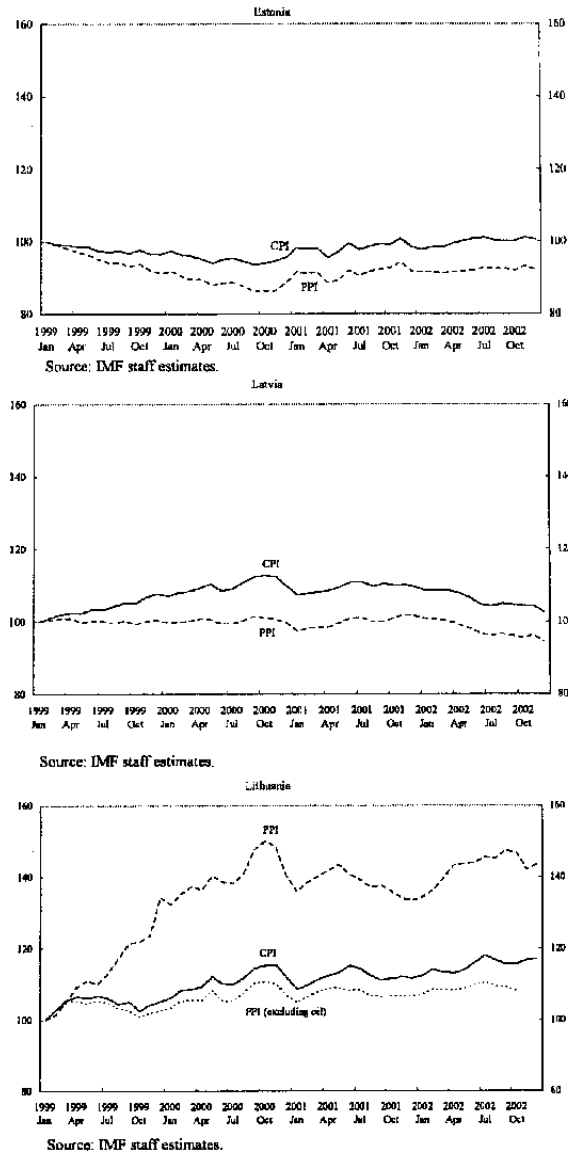 Estonia
160 160
140 140
120 120
100 100
CPI
PPI
80 80
1999 1999 1999 1999 2000 2000 2000 2000 2001 2001 2001 2001 2002 2002 2002 2002
Jan Apr Jul Oct Jan Apr Jul Oct Jan Apr Jul Oct Jan Apr Jul Oct
Source: IMF staff estimates.
Latvia
160 160
140 140
120 120
CPI
100 100
PPI
80 80
1999 1999 1999 1999 2000 2000 2000 2000 2001 2001 2001 2001 2002 2002 2002 2002
Jan Apr Jul Oct Jan Apr Jul Oct Jan Apr Jul Oct Jan Apr Jul Oct
Source: IMF staff estimates.
Lithuania
160 160
PPI
140 140
120 120
CPI
100 100
PPI (excluding oil)
80 60
1999 1999 1999 1999 2000 2000 2000 2000 2001 2001 2001 2001 2002 2002 2002 2002
Jan Apr Jul Oct Jan Apr Jul Oct Jan Apr Jul Oct Jan Apr Jul Oct
Source: IMF staff estimates.